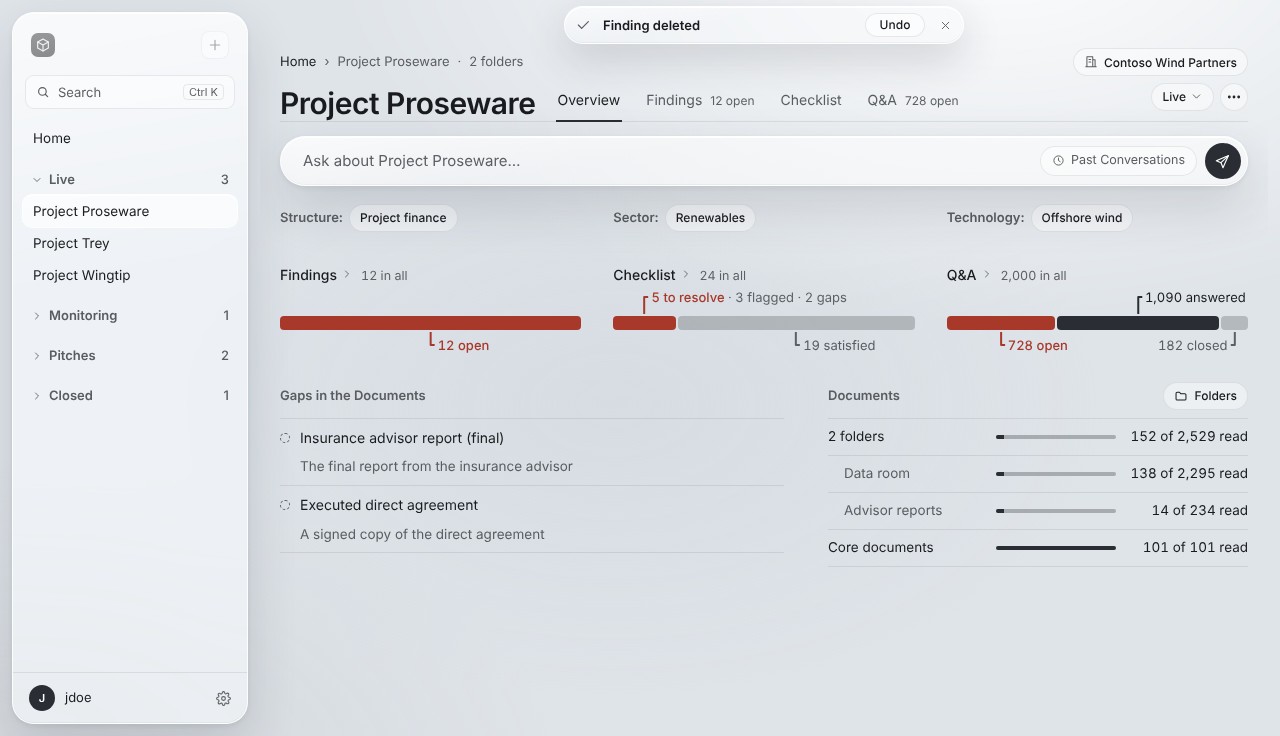 Finding deleted
Undo
Search
Ctrl K
Home
Live
3
Project Proseware
Project Trey
Project Wingtip
Monitoring
1
Pitches
2
Closed
1
J
jdoe
Home › Project Proseware · 2 folders
Contoso Wind Partners
Project Proseware
Overview
Findings 12 open
Checklist
Q&A 728 open
Live
Ask about Project Proseware...
Past Conversations
Structure: Project finance
Sector: Renewables
Technology: Offshore wind
Findings 12 in all
12 open
Checklist 24 in all
5 to resolve · 3 flagged · 2 gaps
19 satisfied
Q&A 2,000 in all
1,090 answered
728 open
182 closed
Gaps in the Documents
Insurance advisor report (final)
The final report from the insurance advisor
Executed direct agreement
A signed copy of the direct agreement
Documents
Folders
2 folders 152 of 2,529 read
Data room 138 of 2,295 read
Advisor reports 14 of 234 read
Core documents 101 of 101 read